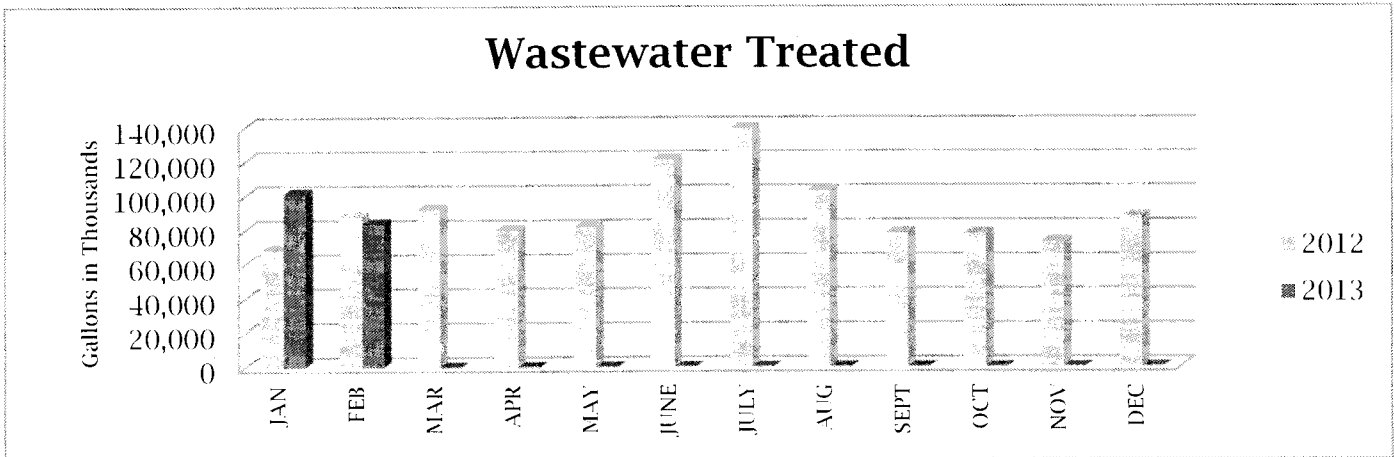 Wastewater Treated
Gallons in Thousands
140,000
120,000
100,000
80,000
60,000
40,000
20,000
0
JAN
FEB
MAR
APR
MAY
JUNE
JULY
AUG
SEPT
OCT
NOV
DEC
2012
2013